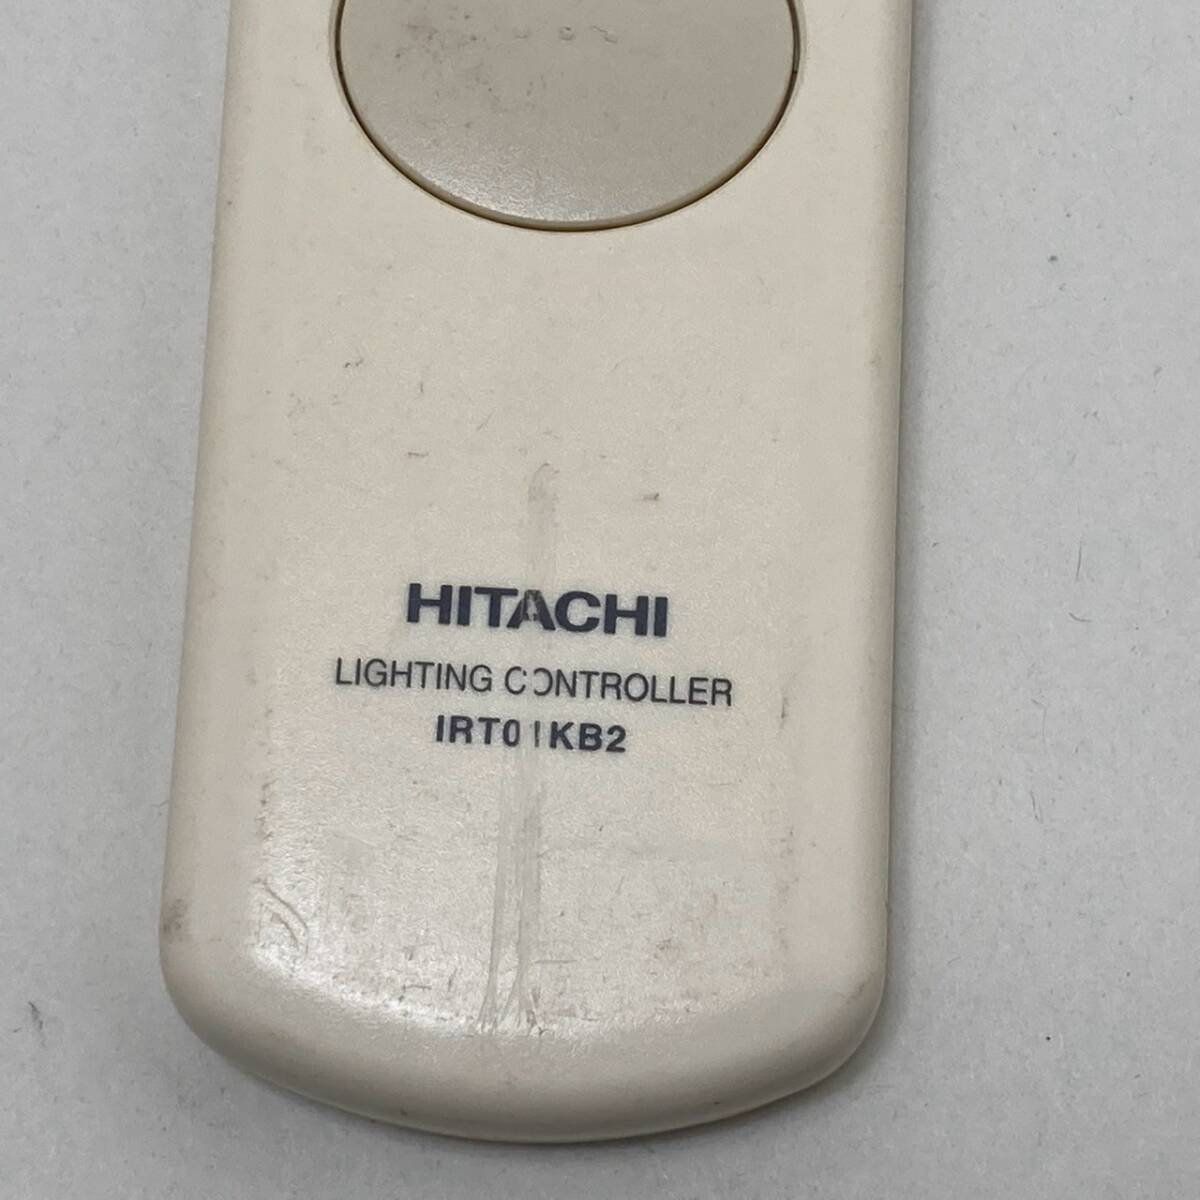 HITACHI
LIGHTING CONTROLLER
IRT01KB2